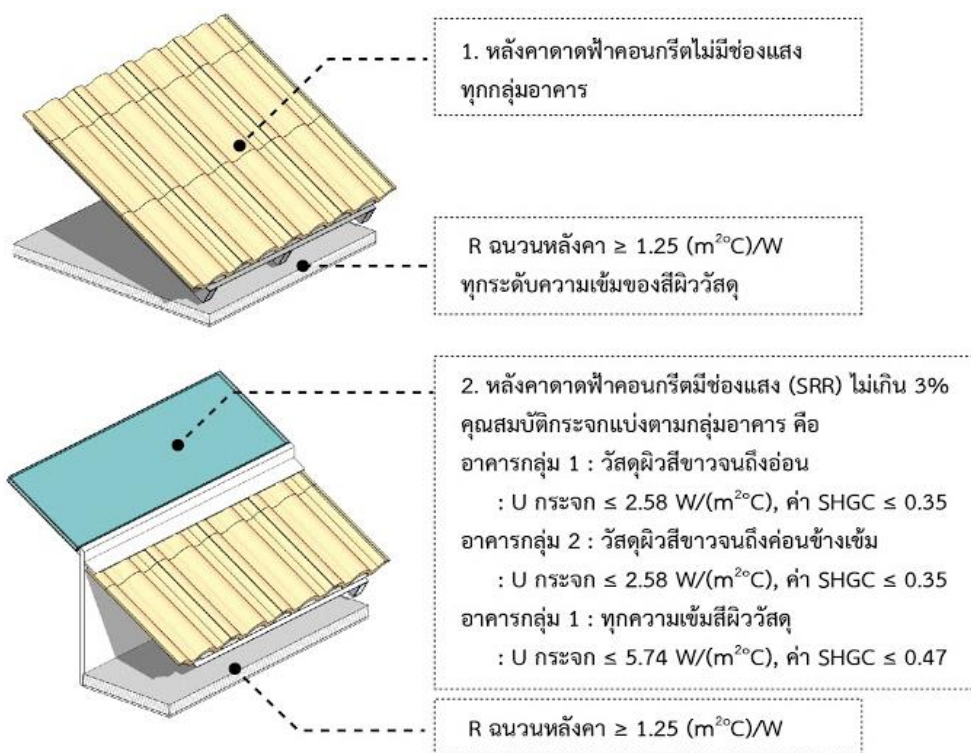 1. หลังคาดาดฟ้าคอนกรีตไม่มีช่องแสง
ทุกกลุ่มอาคาร
R ฉนวนหลังคา ≥ 1.25 (m²°C)/W
ทุกระดับความเข้มของสีผิววัสดุ
2. หลังคาดาดฟ้าคอนกรีตมีช่องแสง (SRR) ไม่เกิน 3%
คุณสมบัติกระจกแบ่งตามกลุ่มอาคาร คือ
อาคารกลุ่ม 1 : วัสดุผิวสีขาวจนถึงอ่อน
: U กระจก ≤ 2.58 W/(m²°C), ค่า SHGC ≤ 0.35
อาคารกลุ่ม 2 : วัสดุผิวสีขาวจนถึงค่อนข้างเข้ม
: U กระจก ≤ 2.58 W/(m²°C), ค่า SHGC ≤ 0.35
อาคารกลุ่ม 1 : ทุกความเข้มสีผิววัสดุ
: U กระจก ≤ 5.74 W/(m²°C), ค่า SHGC ≤ 0.47
R ฉนวนหลังคา ≥ 1.25 (m²°C)/W